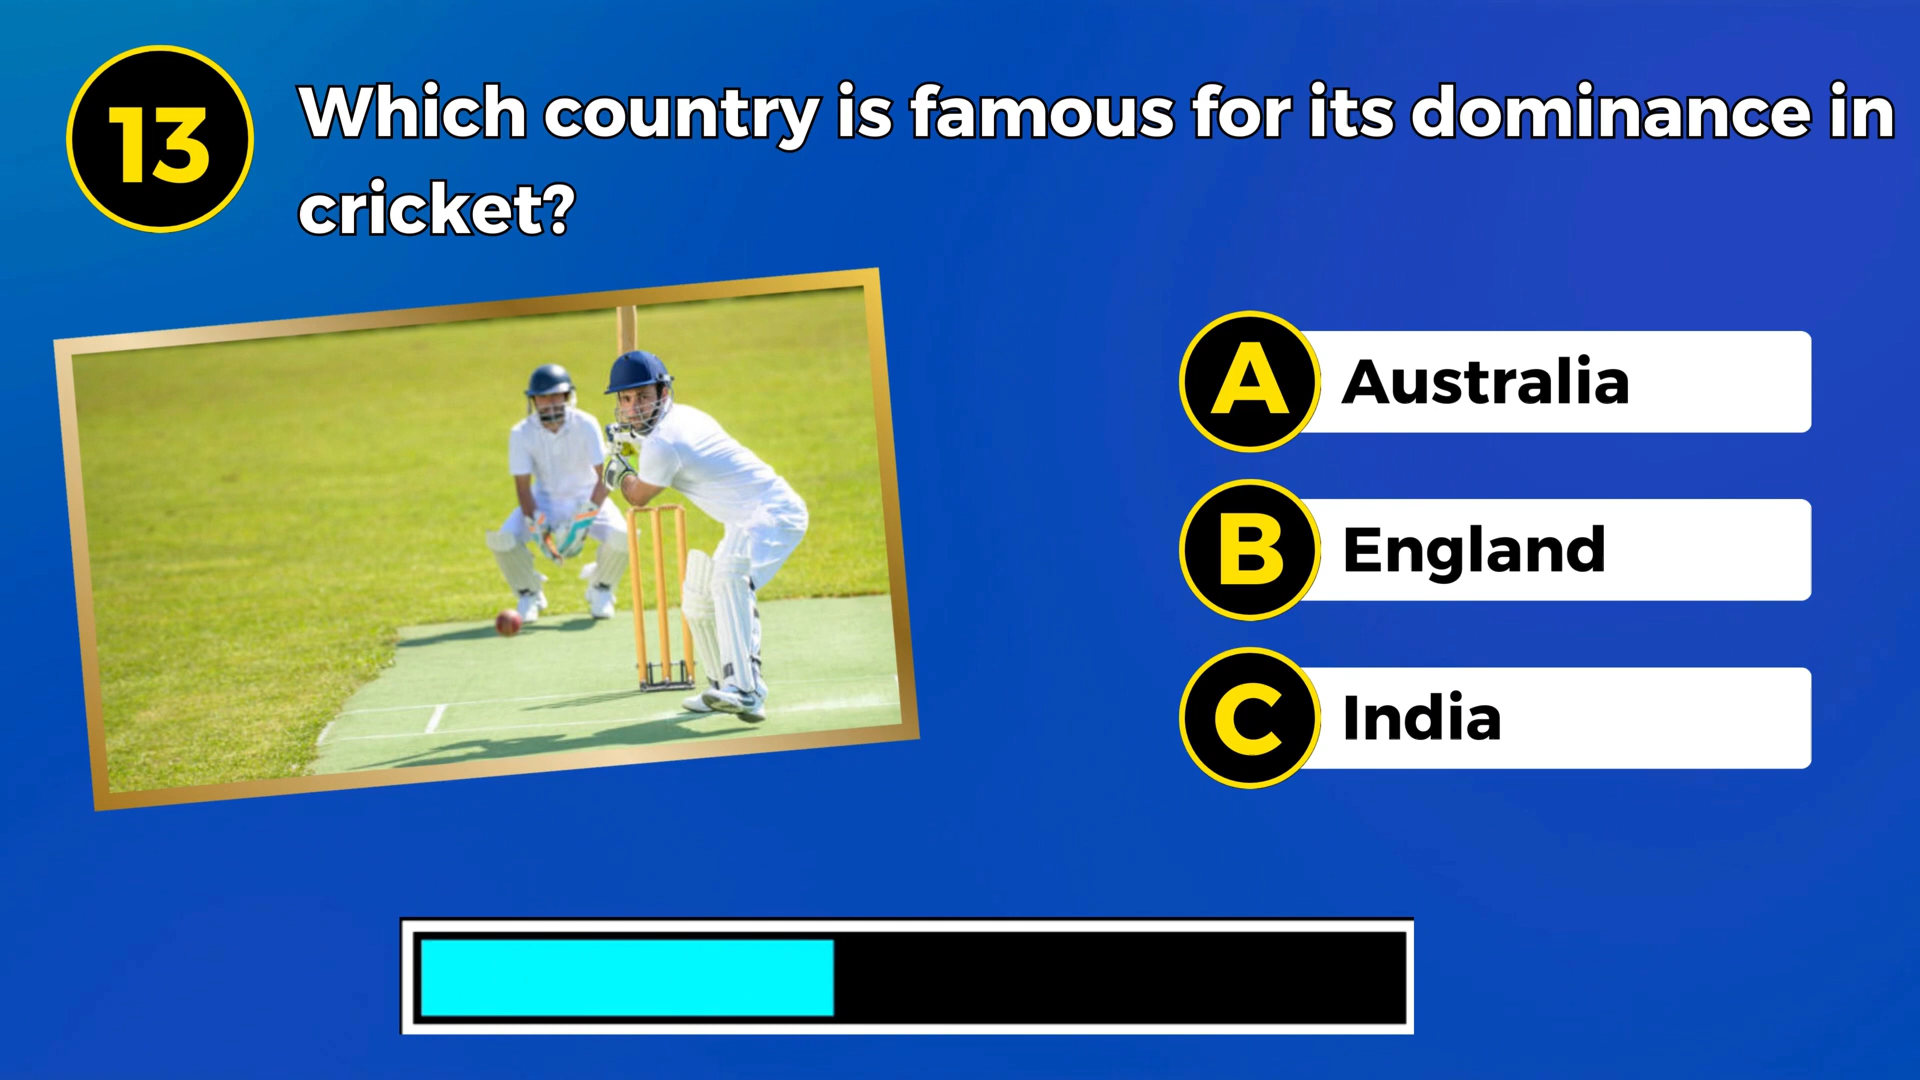 13
Which country is famous for its dominance in
cricket?
A Australia
B England
C India